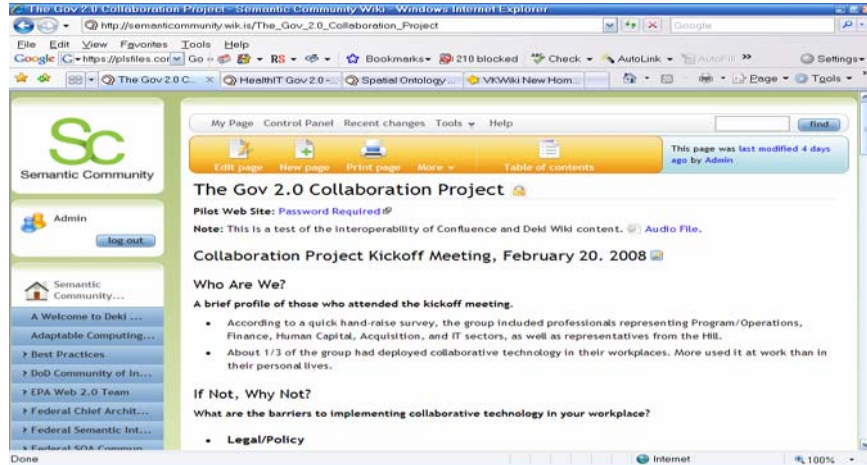 The Gov 2.0 Collaboration Project - Semantic Community Wiki - Windows Internet Explorer
http://semanticommunity.wik.is/The_Gov_2.0_Collaboration_Project
Google
File Edit View Favorites Tools Help
Google G https://plsfiles.cor Go RS Bookmarks 210 blocked Check AutoLink AutoFill Settings
The Gov 2.0 C... HealthIT Gov 2.0 -... Spatial Ontology ... VKWiki New Hom... Page Tools
Sc
Semantic Community
Admin
log out
Semantic
Community...
A Welcome to Deki ...
Adaptable Computing...
Best Practices
DoD Community of In...
EPA Web 2.0 Team
Federal Chief Archit...
Federal Semantic Int...
Federal SOA Commun...
My Page Control Panel Recent changes Tools Help
find
Edit page New page Print page More Table of contents
This page was last modified 4 days
ago by Admin
The Gov 2.0 Collaboration Project
Pilot Web Site: Password Required
Note: This is a test of the interoperability of Confluence and Deki Wiki content. Audio File.
Collaboration Project Kickoff Meeting, February 20. 2008
Who Are We?
A brief profile of those who attended the kickoff meeting.
• According to a quick hand-raise survey, the group included professionals representing Program/Operations,
Finance, Human Capital, Acquisition, and IT sectors, as well as representatives from the Hill.
• About 1/3 of the group had deployed collaborative technology in their workplaces. More used it at work than in
their personal lives.
If Not, Why Not?
What are the barriers to implementing collaborative technology in your workplace?
• Legal/Policy
Done
Internet
100%